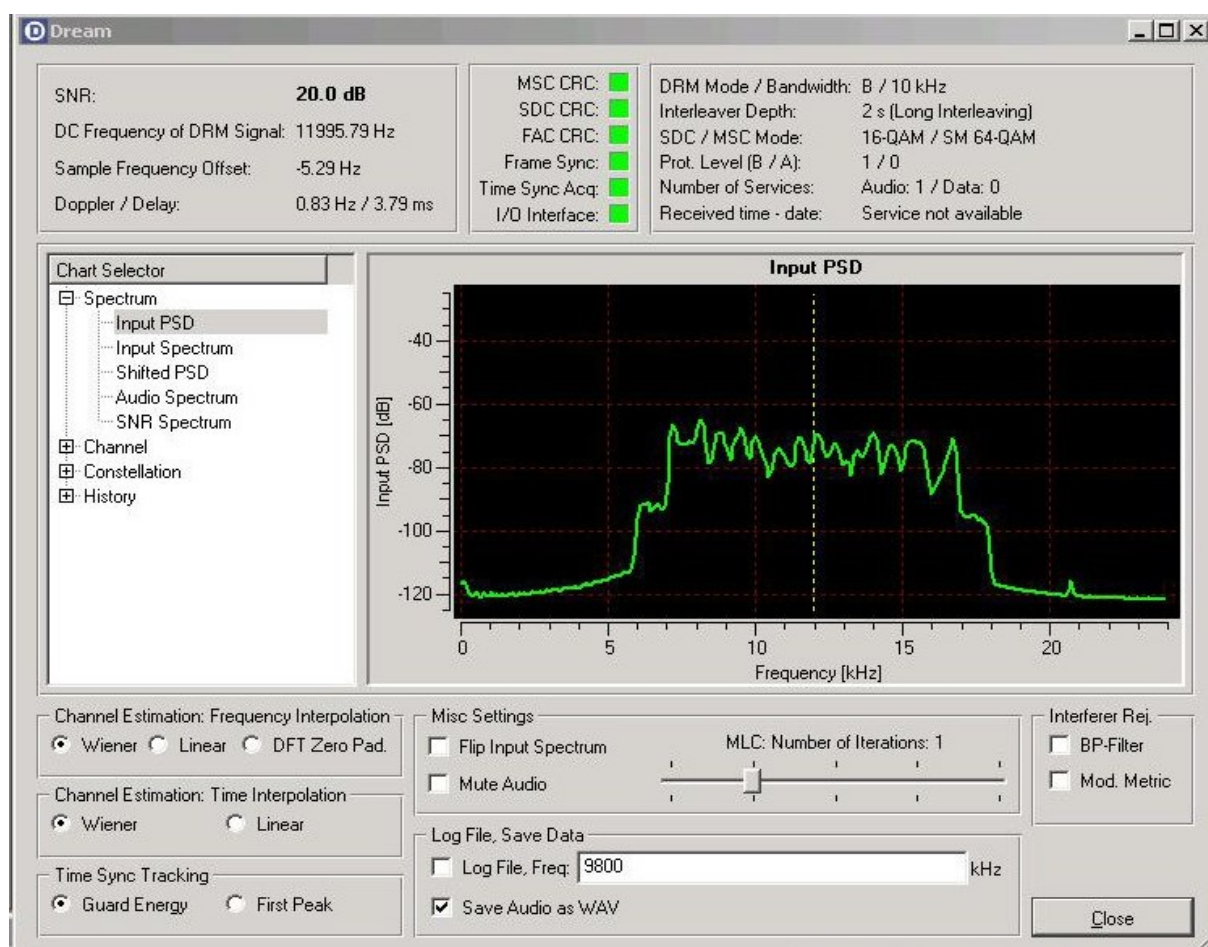 Dream
SNR: 20.0 dB
DC Frequency of DRM Signal: 11995.79 Hz
Sample Frequency Offset: -5.29 Hz
Doppler / Delay: 0.83 Hz / 3.79 ms
MSC CRC:
SDC CRC:
FAC CRC:
Frame Sync:
Time Sync Acq:
I/O Interface:
DRM Mode / Bandwidth: B / 10 kHz
Interleaver Depth: 2 s (Long Interleaving)
SDC / MSC Mode: 16-QAM / SM 64-QAM
Prot. Level (B / A): 1 / 0
Number of Services: Audio: 1 / Data: 0
Received time - date: Service not available
Chart Selector
Spectrum
Input PSD
Input Spectrum
Shifted PSD
Audio Spectrum
SNR Spectrum
Channel
Constellation
History
Input PSD
Input PSD [dB]
-40
-60
-80
-100
-120
0 5 10 15 20
Frequency [kHz]
Channel Estimation: Frequency Interpolation
Wiener Linear DFT Zero Pad.
Channel Estimation: Time Interpolation
Wiener Linear
Time Sync Tracking
Guard Energy First Peak
Misc Settings
Flip Input Spectrum
Mute Audio
MLC: Number of Iterations: 1
Log File, Save Data
Log File, Freq: 9800 kHz
Save Audio as WAV
Interferer Rej.
BP-Filter
Mod. Metric
Close